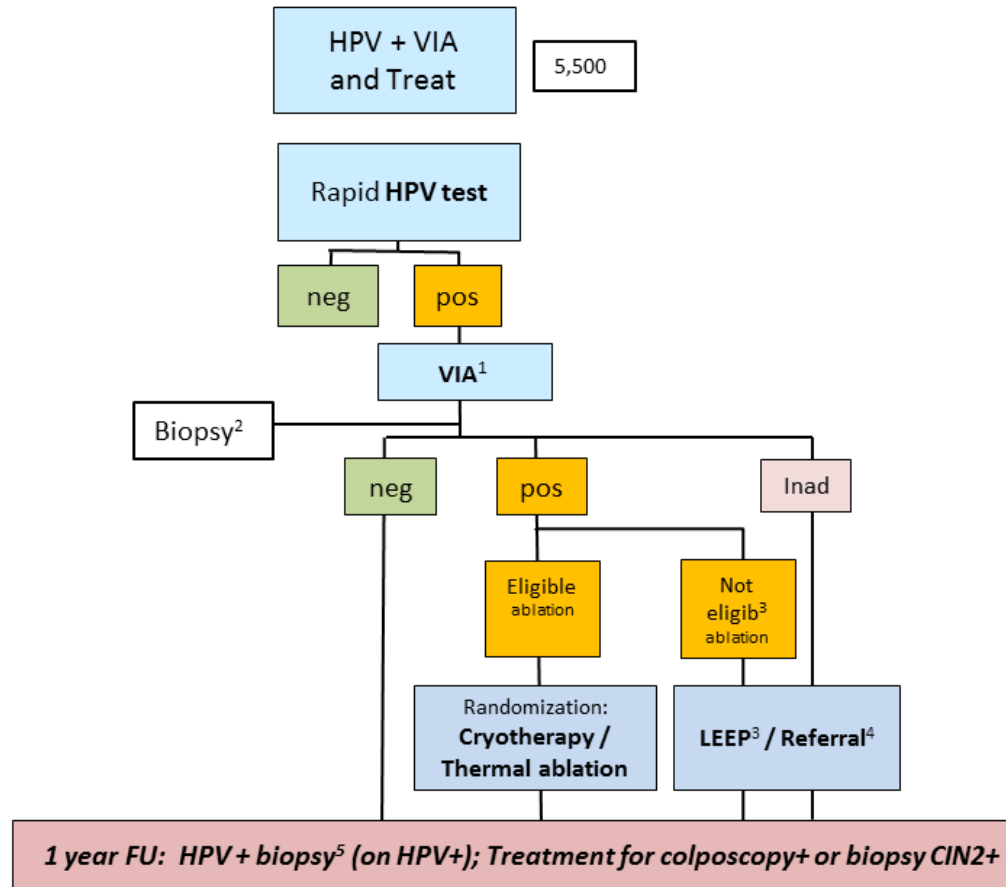 HPV + VIA
and Treat
5,500
Rapid HPV test
neg
pos
VIA¹
Biopsy²
neg
pos
Inad
Eligible
ablation
Not
eligib³
ablation
Randomization:
Cryotherapy /
Thermal ablation
LEEP³ / Referral⁴
1 year FU: HPV + biopsy⁵ (on HPV+); Treatment for colposcopy+ or biopsy CIN2+